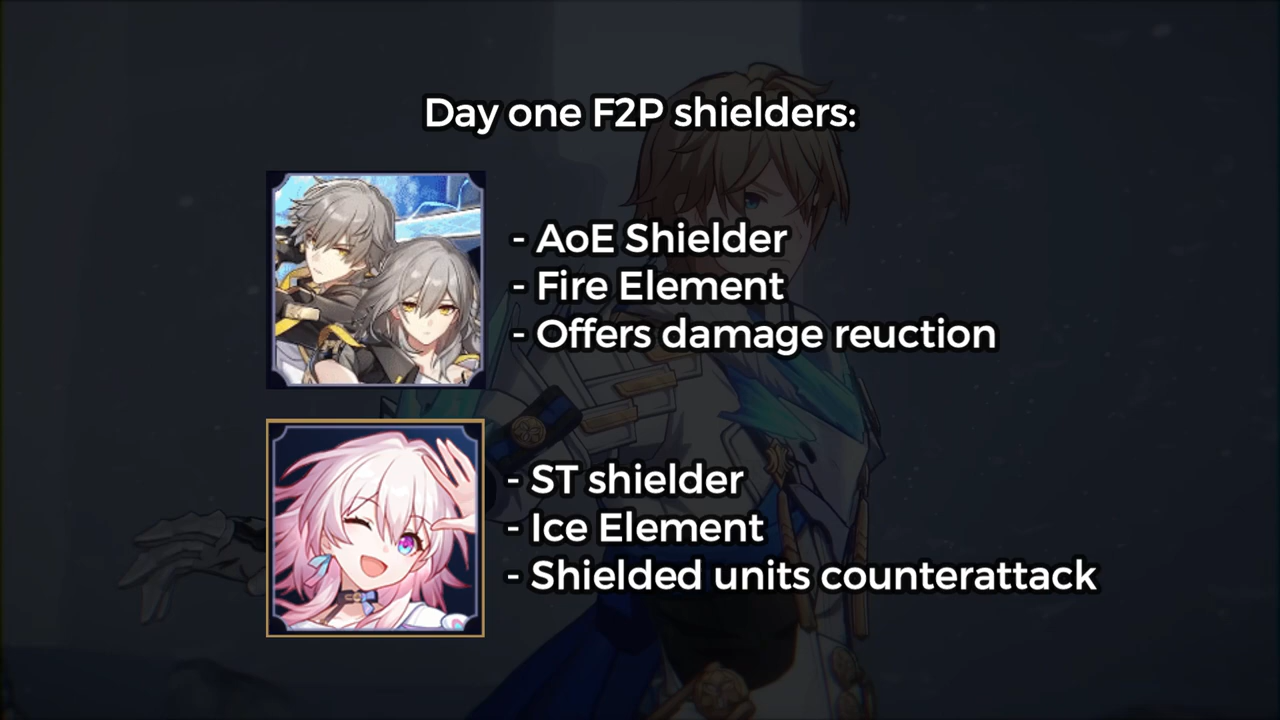 Day one F2P shielders:
- AoE Shielder
- Fire Element
- Offers damage reuction
- ST shielder
- Ice Element
- Shielded units counterattack